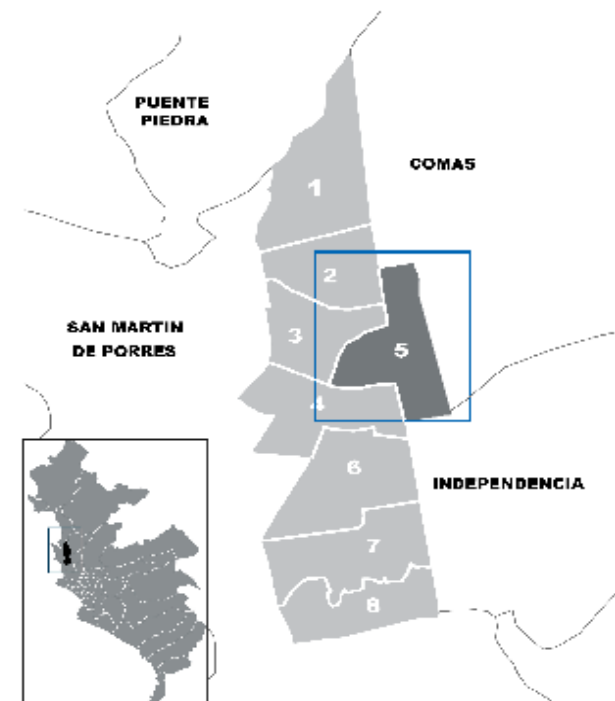 PUENTE
PIEDRA
COMAS
1
2
SAN MARTIN
DE PORRES
3
5
4
6
INDEPENDENCIA
7
8